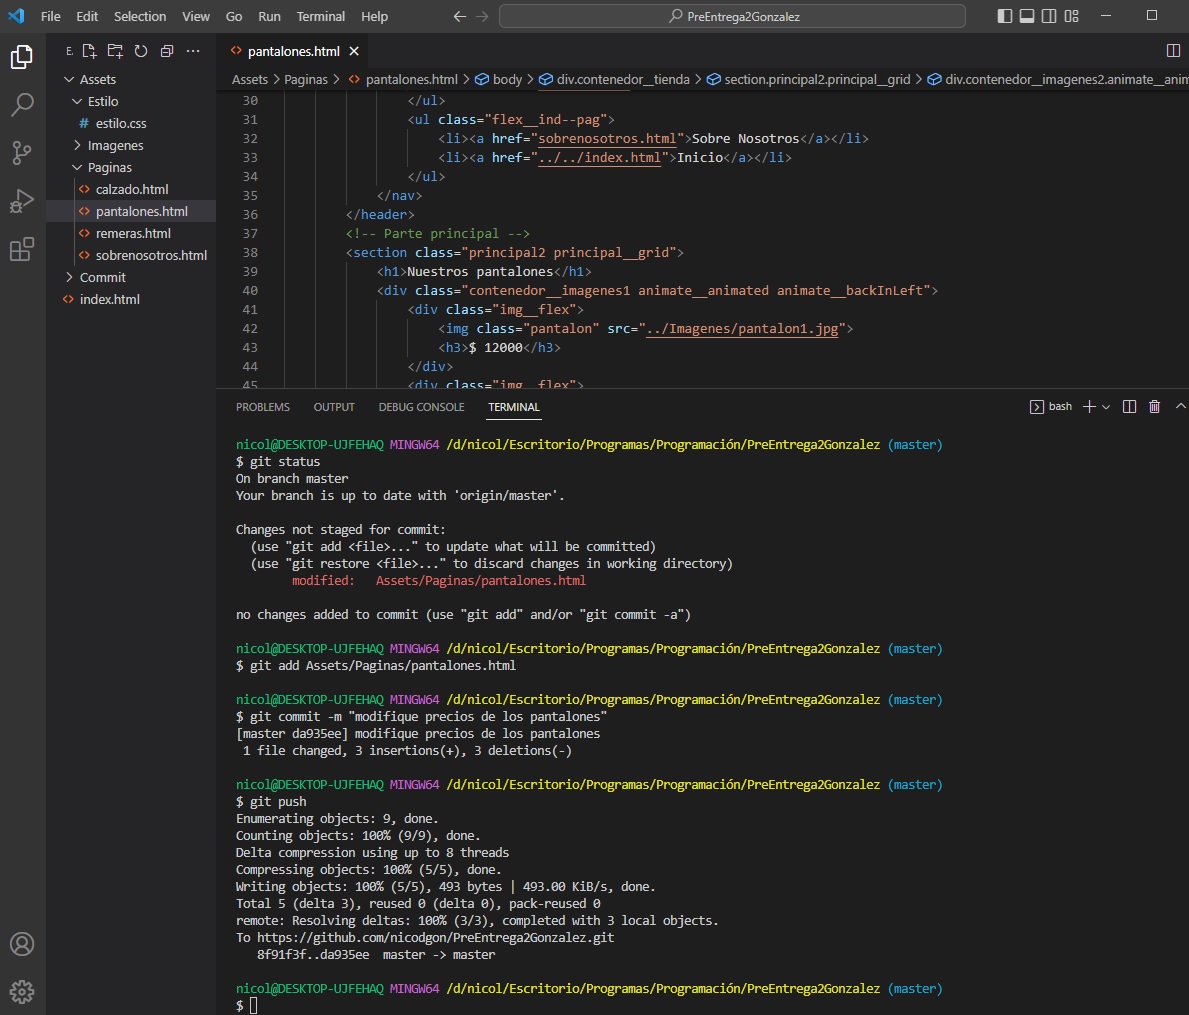 File Edit Selection View Go Run Terminal Help PreEntrega2Gonzalez
E.
Assets
Estilo
# estilo.css
Imagenes
Paginas
<> calzado.html
<> pantalones.html
<> remeras.html
<> sobrenosotros.html
Commit
<> index.html
<> pantalones.html ×
Assets > Paginas > <> pantalones.html > body > div.contenedor__tienda > section.principal2.principal__grid > div.contenedor__imagenes2.animate__anim
30 </ul>
31 <ul class="flex__ind--pag">
32 <li><a href="sobrenosotros.html">Sobre Nosotros</a></li>
33 <li><a href="../../index.html">Inicio</a></li>
34 </ul>
35 </nav>
36 </header>
37 <!-- Parte principal -->
38 <section class="principal2 principal__grid">
39 <h1>Nuestros pantalones</h1>
40 <div class="contenedor__imagenes1 animate__animated animate__backInLeft">
41 <div class="img__flex">
42 <img class="pantalon" src="../Imagenes/pantalon1.jpg">
43 <h3>$ 12000</h3>
44 </div>
45 <div class="img__flex">
PROBLEMS OUTPUT DEBUG CONSOLE TERMINAL bash
nicol@DESKTOP-UJFEHAQ MINGW64 /d/nicol/Escritorio/Programas/Programación/PreEntrega2Gonzalez (master)
$ git status
On branch master
Your branch is up to date with 'origin/master'.
Changes not staged for commit:
(use "git add <file>..." to update what will be committed)
(use "git restore <file>..." to discard changes in working directory)
modified: Assets/Paginas/pantalones.html
no changes added to commit (use "git add" and/or "git commit -a")
nicol@DESKTOP-UJFEHAQ MINGW64 /d/nicol/Escritorio/Programas/Programación/PreEntrega2Gonzalez (master)
$ git add Assets/Paginas/pantalones.html
nicol@DESKTOP-UJFEHAQ MINGW64 /d/nicol/Escritorio/Programas/Programación/PreEntrega2Gonzalez (master)
$ git commit -m "modifique precios de los pantalones"
[master da935ee] modifique precios de los pantalones
1 file changed, 3 insertions(+), 3 deletions(-)
nicol@DESKTOP-UJFEHAQ MINGW64 /d/nicol/Escritorio/Programas/Programación/PreEntrega2Gonzalez (master)
$ git push
Enumerating objects: 9, done.
Counting objects: 100% (9/9), done.
Delta compression using up to 8 threads
Compressing objects: 100% (5/5), done.
Writing objects: 100% (5/5), 493 bytes | 493.00 KiB/s, done.
Total 5 (delta 3), reused 0 (delta 0), pack-reused 0
remote: Resolving deltas: 100% (3/3), completed with 3 local objects.
To https://github.com/nicodgon/PreEntrega2Gonzalez.git
8f91f3f..da935ee master -> master
nicol@DESKTOP-UJFEHAQ MINGW64 /d/nicol/Escritorio/Programas/Programación/PreEntrega2Gonzalez (master)
$